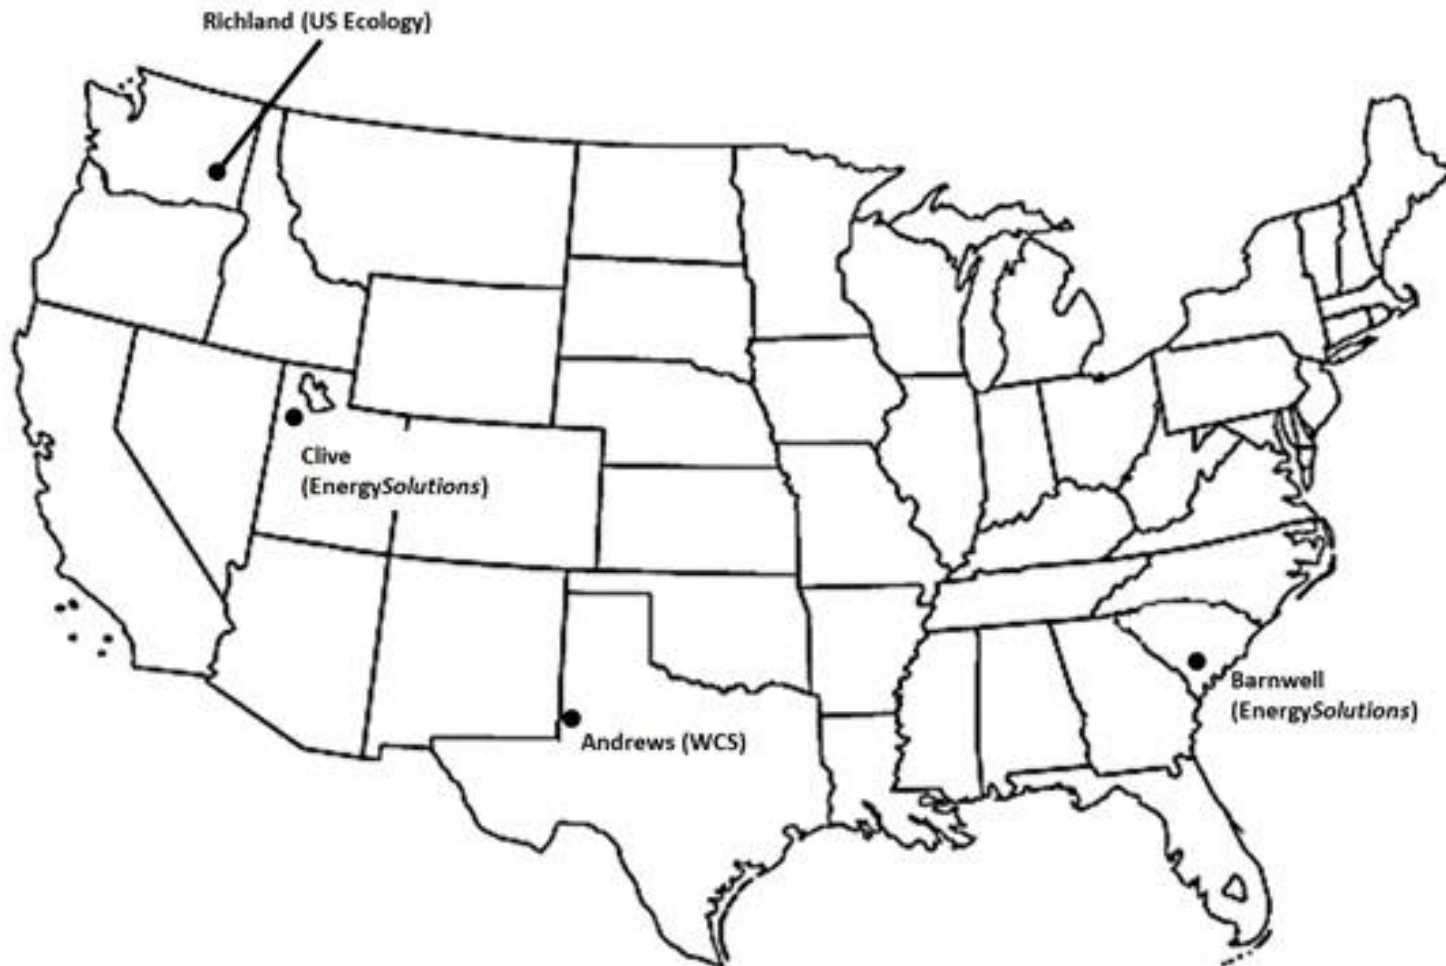 Richland (US Ecology)
Clive
(EnergySolutions)
Andrews (WCS)
Barnwell
(EnergySolutions)